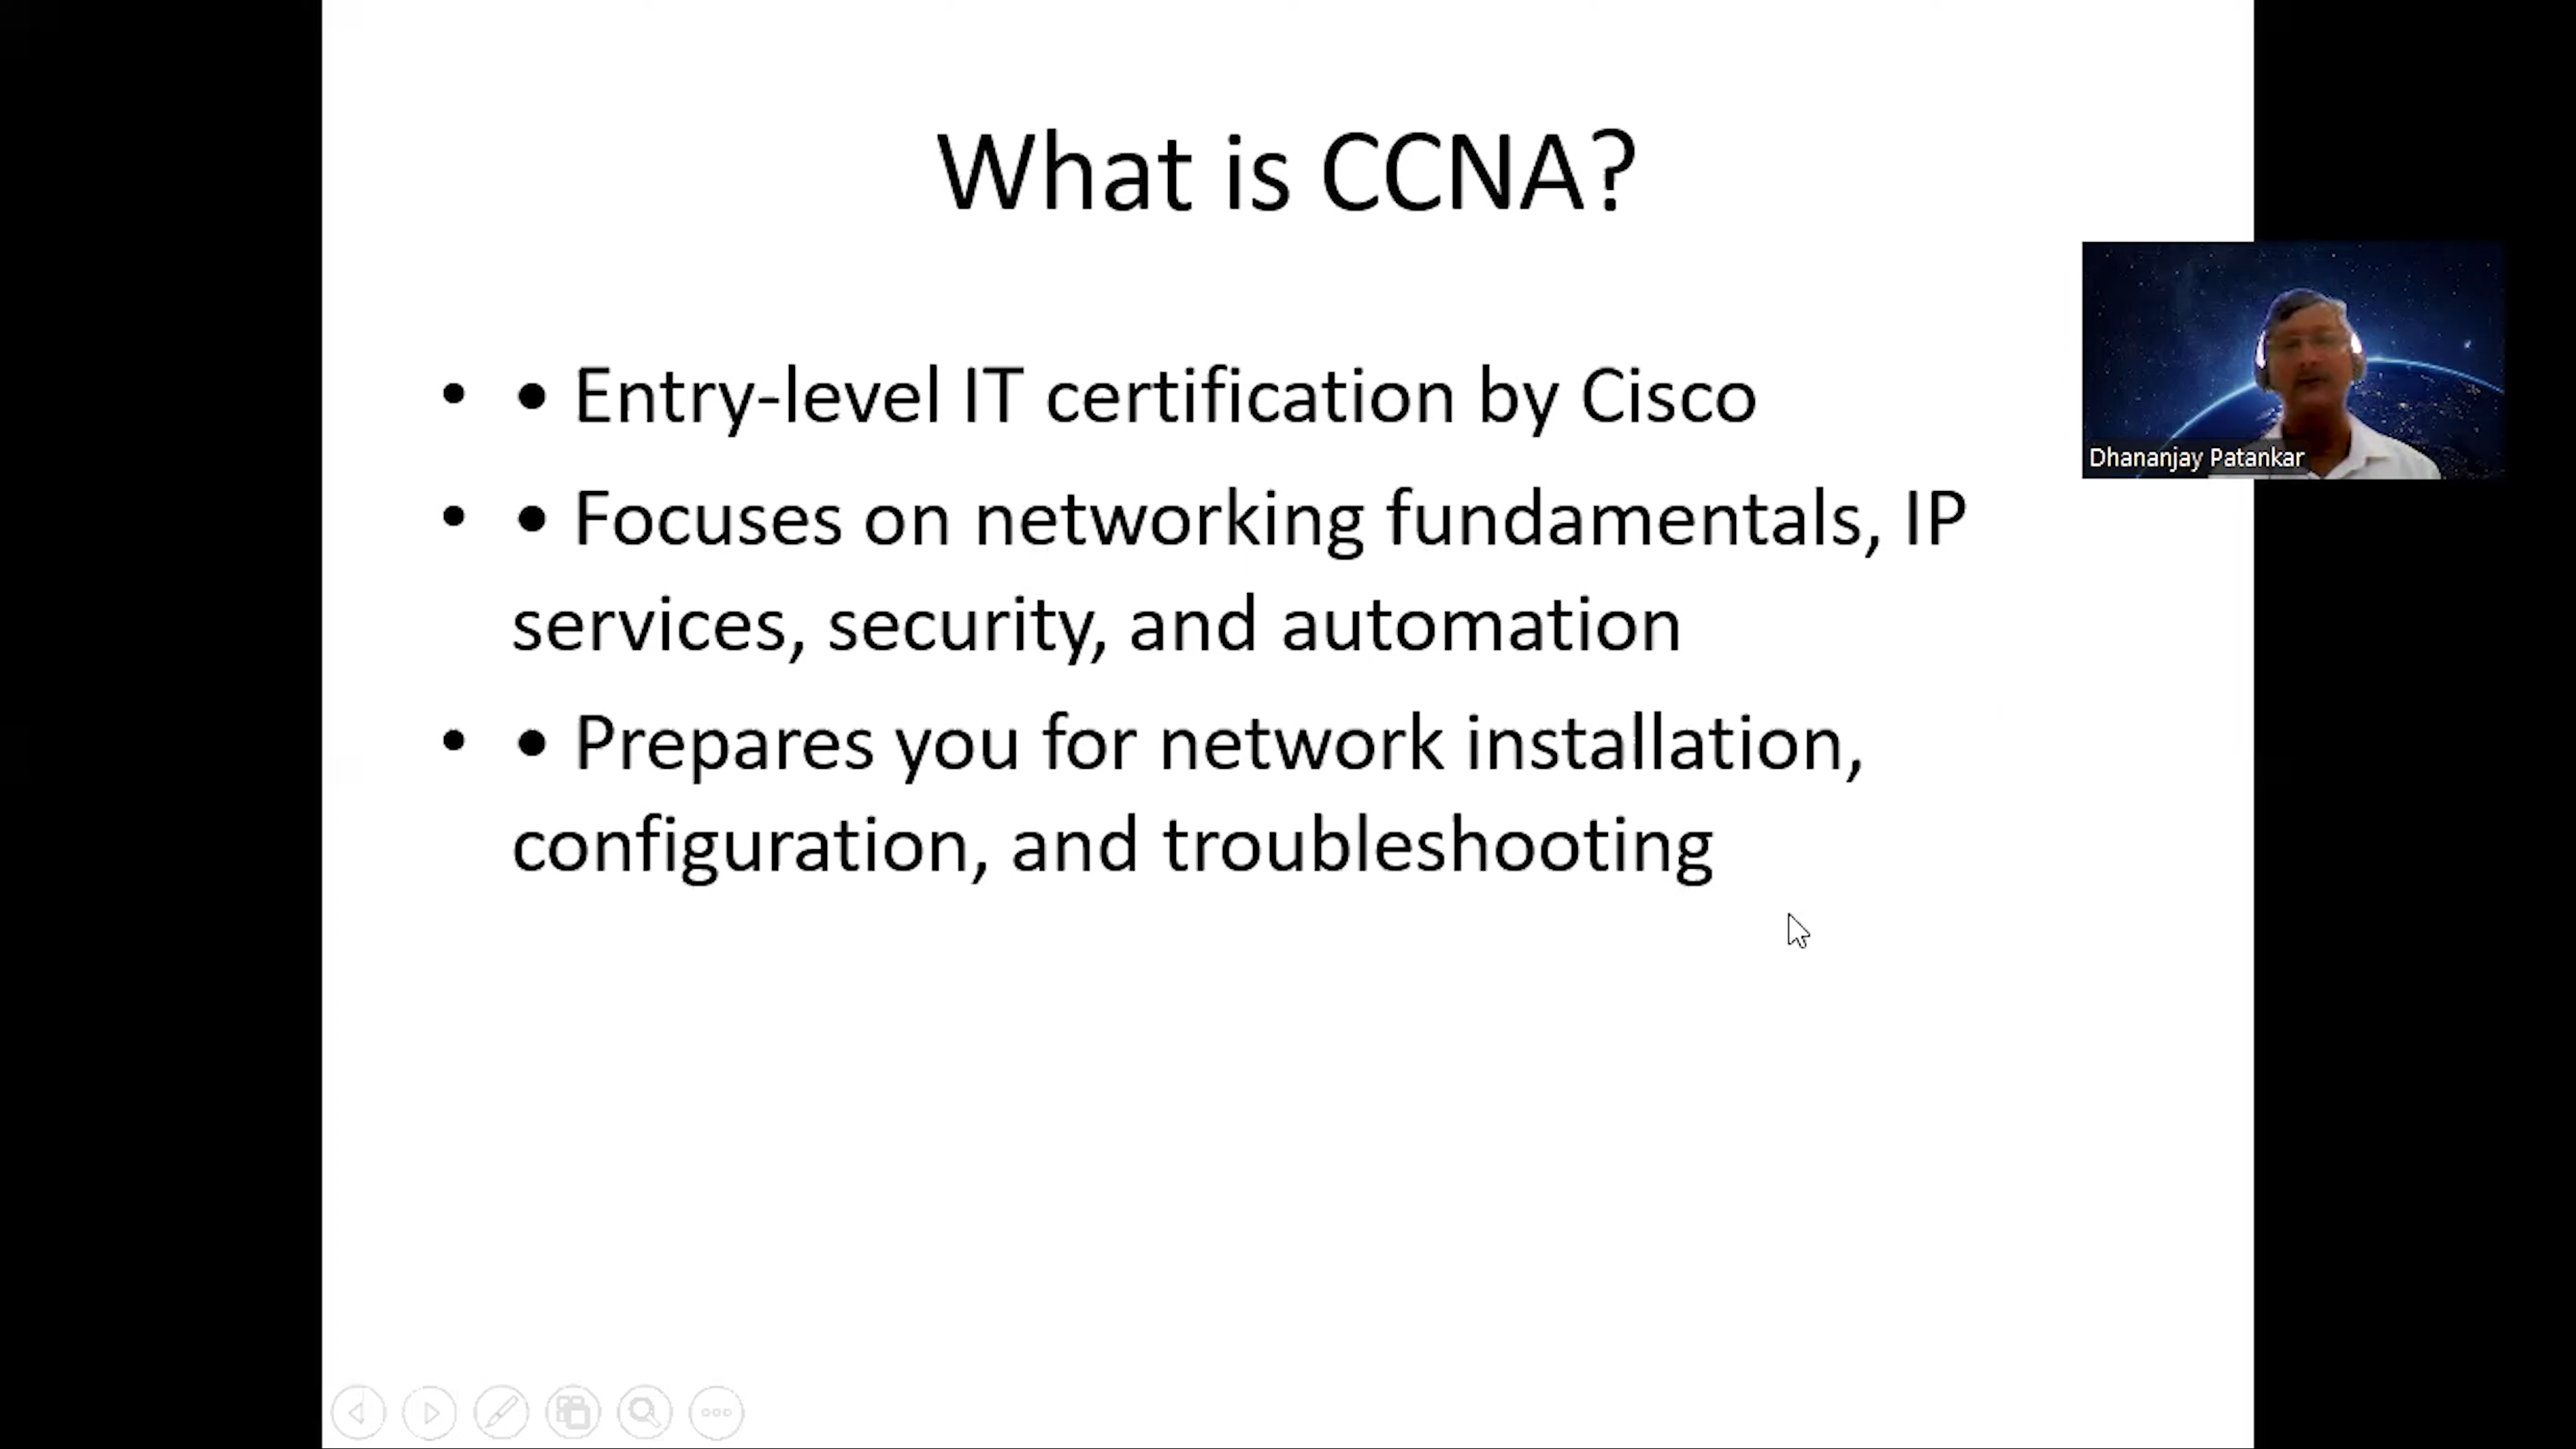 What is CCNA?
• • Entry-level IT certification by Cisco
• • Focuses on networking fundamentals, IP
services, security, and automation
• • Prepares you for network installation,
configuration, and troubleshooting
Dhananjay Patankar